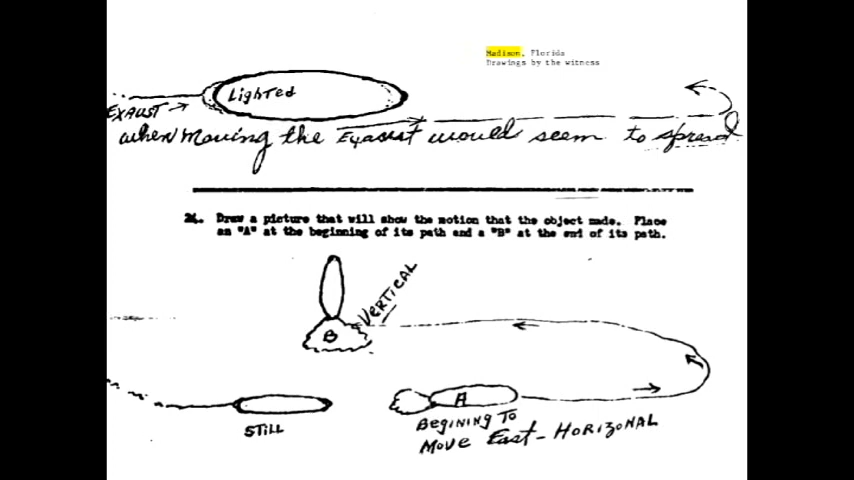 Madison, Florida
Drawings by the witness
Lighted
EXHAUST →
when moving the Exaust would seem to spread
24. Draw a picture that will show the motion that the object made. Place
an "A" at the beginning of its path and a "B" at the end of its path.
VERTICAL
B
A
STILL
BEGINING TO
MOVE East - HORIZONAL